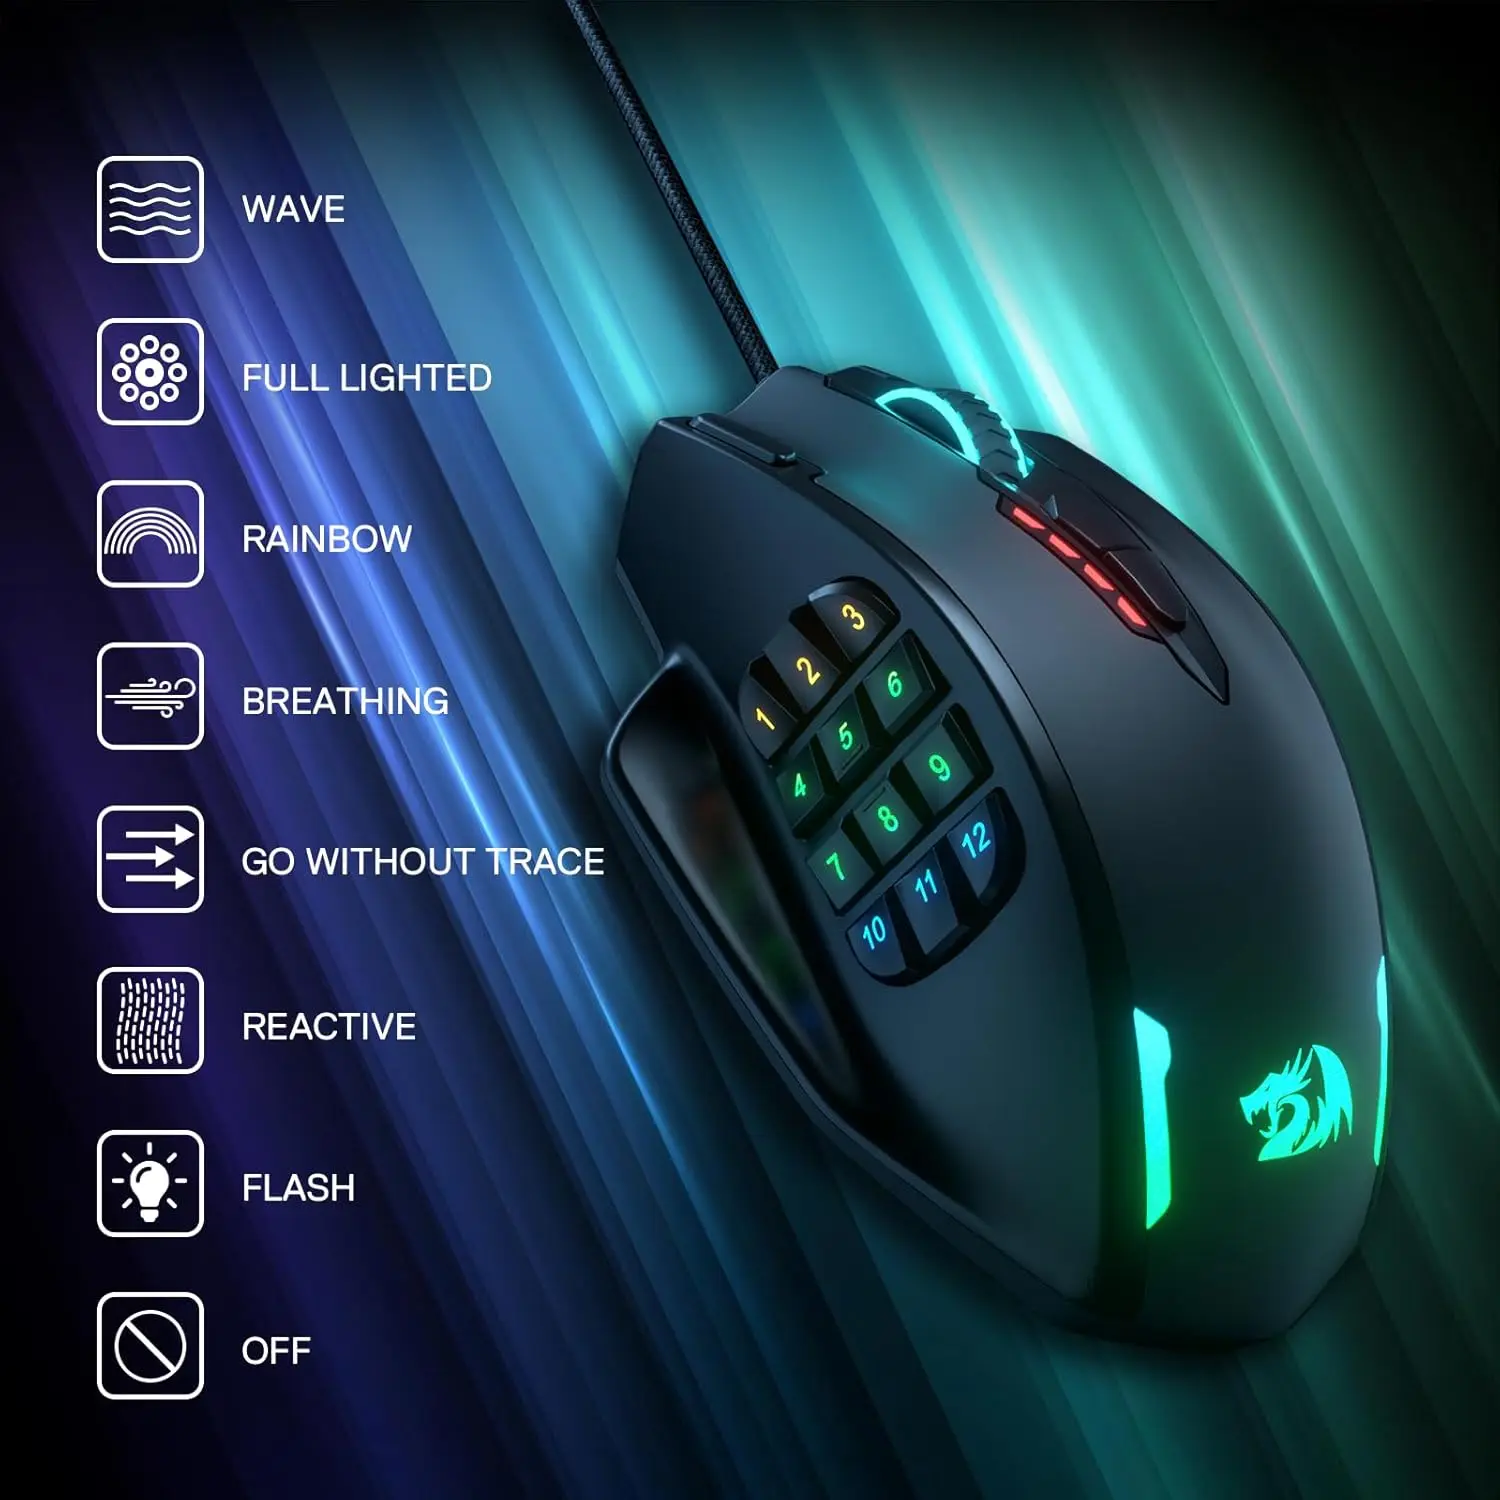 WAVE
FULL LIGHTED
RAINBOW
BREATHING
GO WITHOUT TRACE
REACTIVE
FLASH
OFF
1 2 3
4 5 6
7 8 9
10 11 12